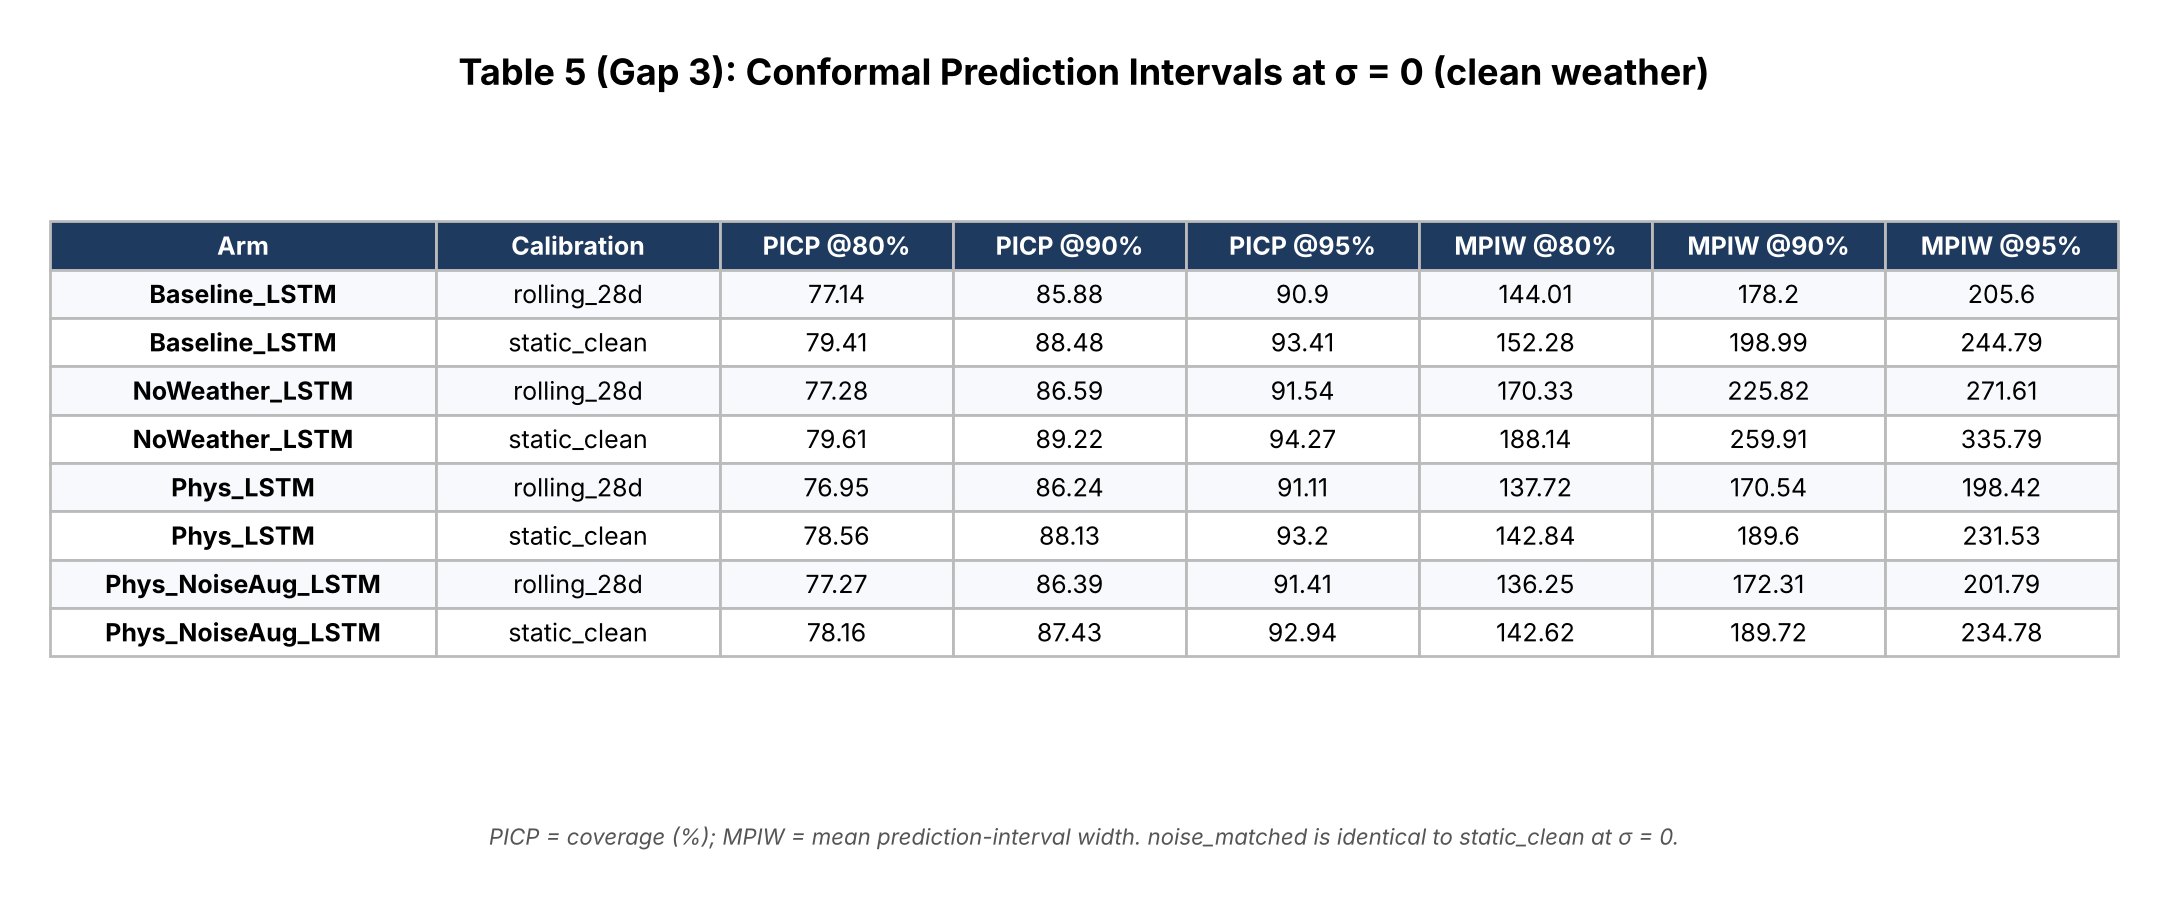 Table 5 (Gap 3): Conformal Prediction Intervals at σ = 0 (clean weather)
Arm Calibration PICP @80% PICP @90% PICP @95% MPIW @80% MPIW @90% MPIW @95%
Baseline_LSTM rolling_28d 77.14 85.88 90.9 144.01 178.2 205.6
Baseline_LSTM static_clean 79.41 88.48 93.41 152.28 198.99 244.79
NoWeather_LSTM rolling_28d 77.28 86.59 91.54 170.33 225.82 271.61
NoWeather_LSTM static_clean 79.61 89.22 94.27 188.14 259.91 335.79
Phys_LSTM rolling_28d 76.95 86.24 91.11 137.72 170.54 198.42
Phys_LSTM static_clean 78.56 88.13 93.2 142.84 189.6 231.53
Phys_NoiseAug_LSTM rolling_28d 77.27 86.39 91.41 136.25 172.31 201.79
Phys_NoiseAug_LSTM static_clean 78.16 87.43 92.94 142.62 189.72 234.78
PICP = coverage (%); MPIW = mean prediction-interval width. noise_matched is identical to static_clean at σ = 0.